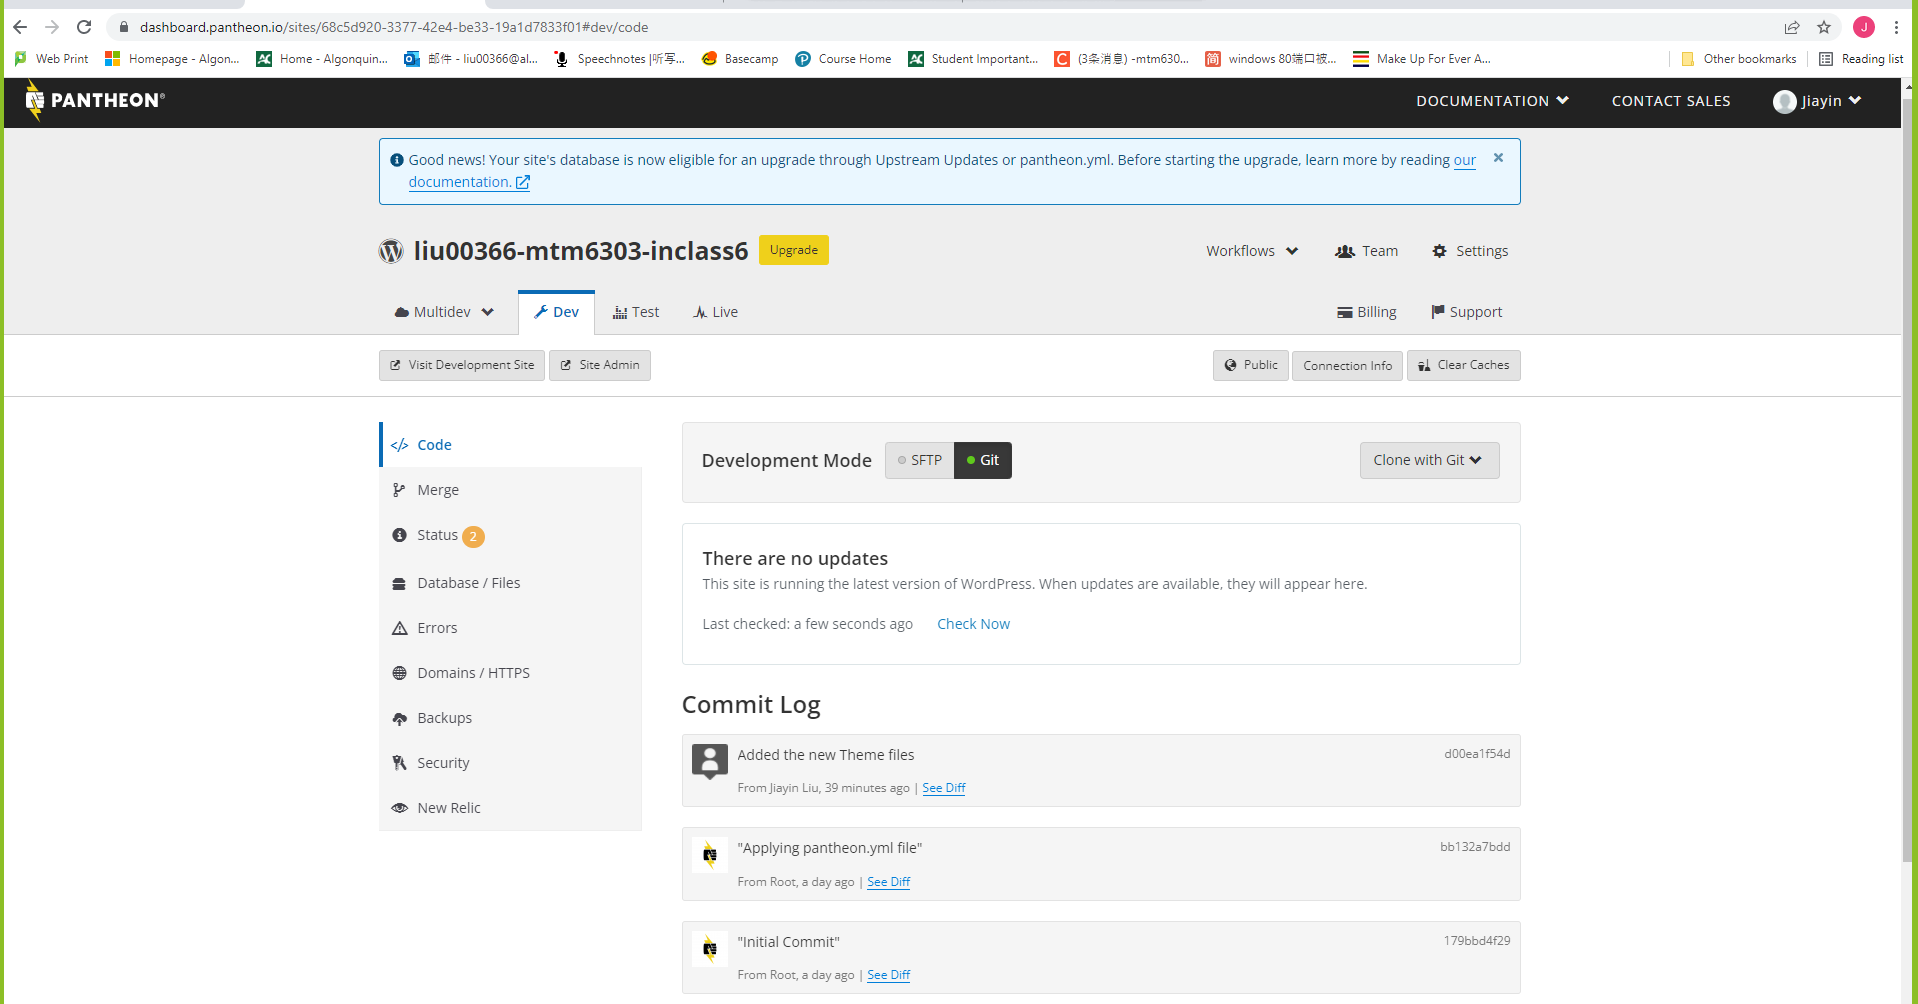 dashboard.pantheon.io/sites/68c5d920-3377-42e4-be33-19a1d7833f01#dev/code
J
Web Print
Homepage - Algon...
Home - Algonquin...
邮件 - liu00366@al...
Speechnotes |听写...
Basecamp
Course Home
Student Important...
(3条消息) -mtm630...
windows 80端口被...
Make Up For Ever A...
Other bookmarks
Reading list
PANTHEON®
DOCUMENTATION
CONTACT SALES
Jiayin
Good news! Your site's database is now eligible for an upgrade through Upstream Updates or pantheon.yml. Before starting the upgrade, learn more by reading our
documentation.
liu00366-mtm6303-inclass6
Upgrade
Workflows
Team
Settings
Multidev
Dev
Test
Live
Billing
Support
Visit Development Site
Site Admin
Public
Connection Info
Clear Caches
</> Code
Merge
Status 2
Database / Files
Errors
Domains / HTTPS
Backups
Security
New Relic
Development Mode
SFTP
Git
Clone with Git
There are no updates
This site is running the latest version of WordPress. When updates are available, they will appear here.
Last checked: a few seconds ago
Check Now
Commit Log
Added the new Theme files
d00ea1f54d
From Jiayin Liu, 39 minutes ago | See Diff
"Applying pantheon.yml file"
bb132a7bdd
From Root, a day ago | See Diff
"Initial Commit"
179bbd4f29
From Root, a day ago | See Diff